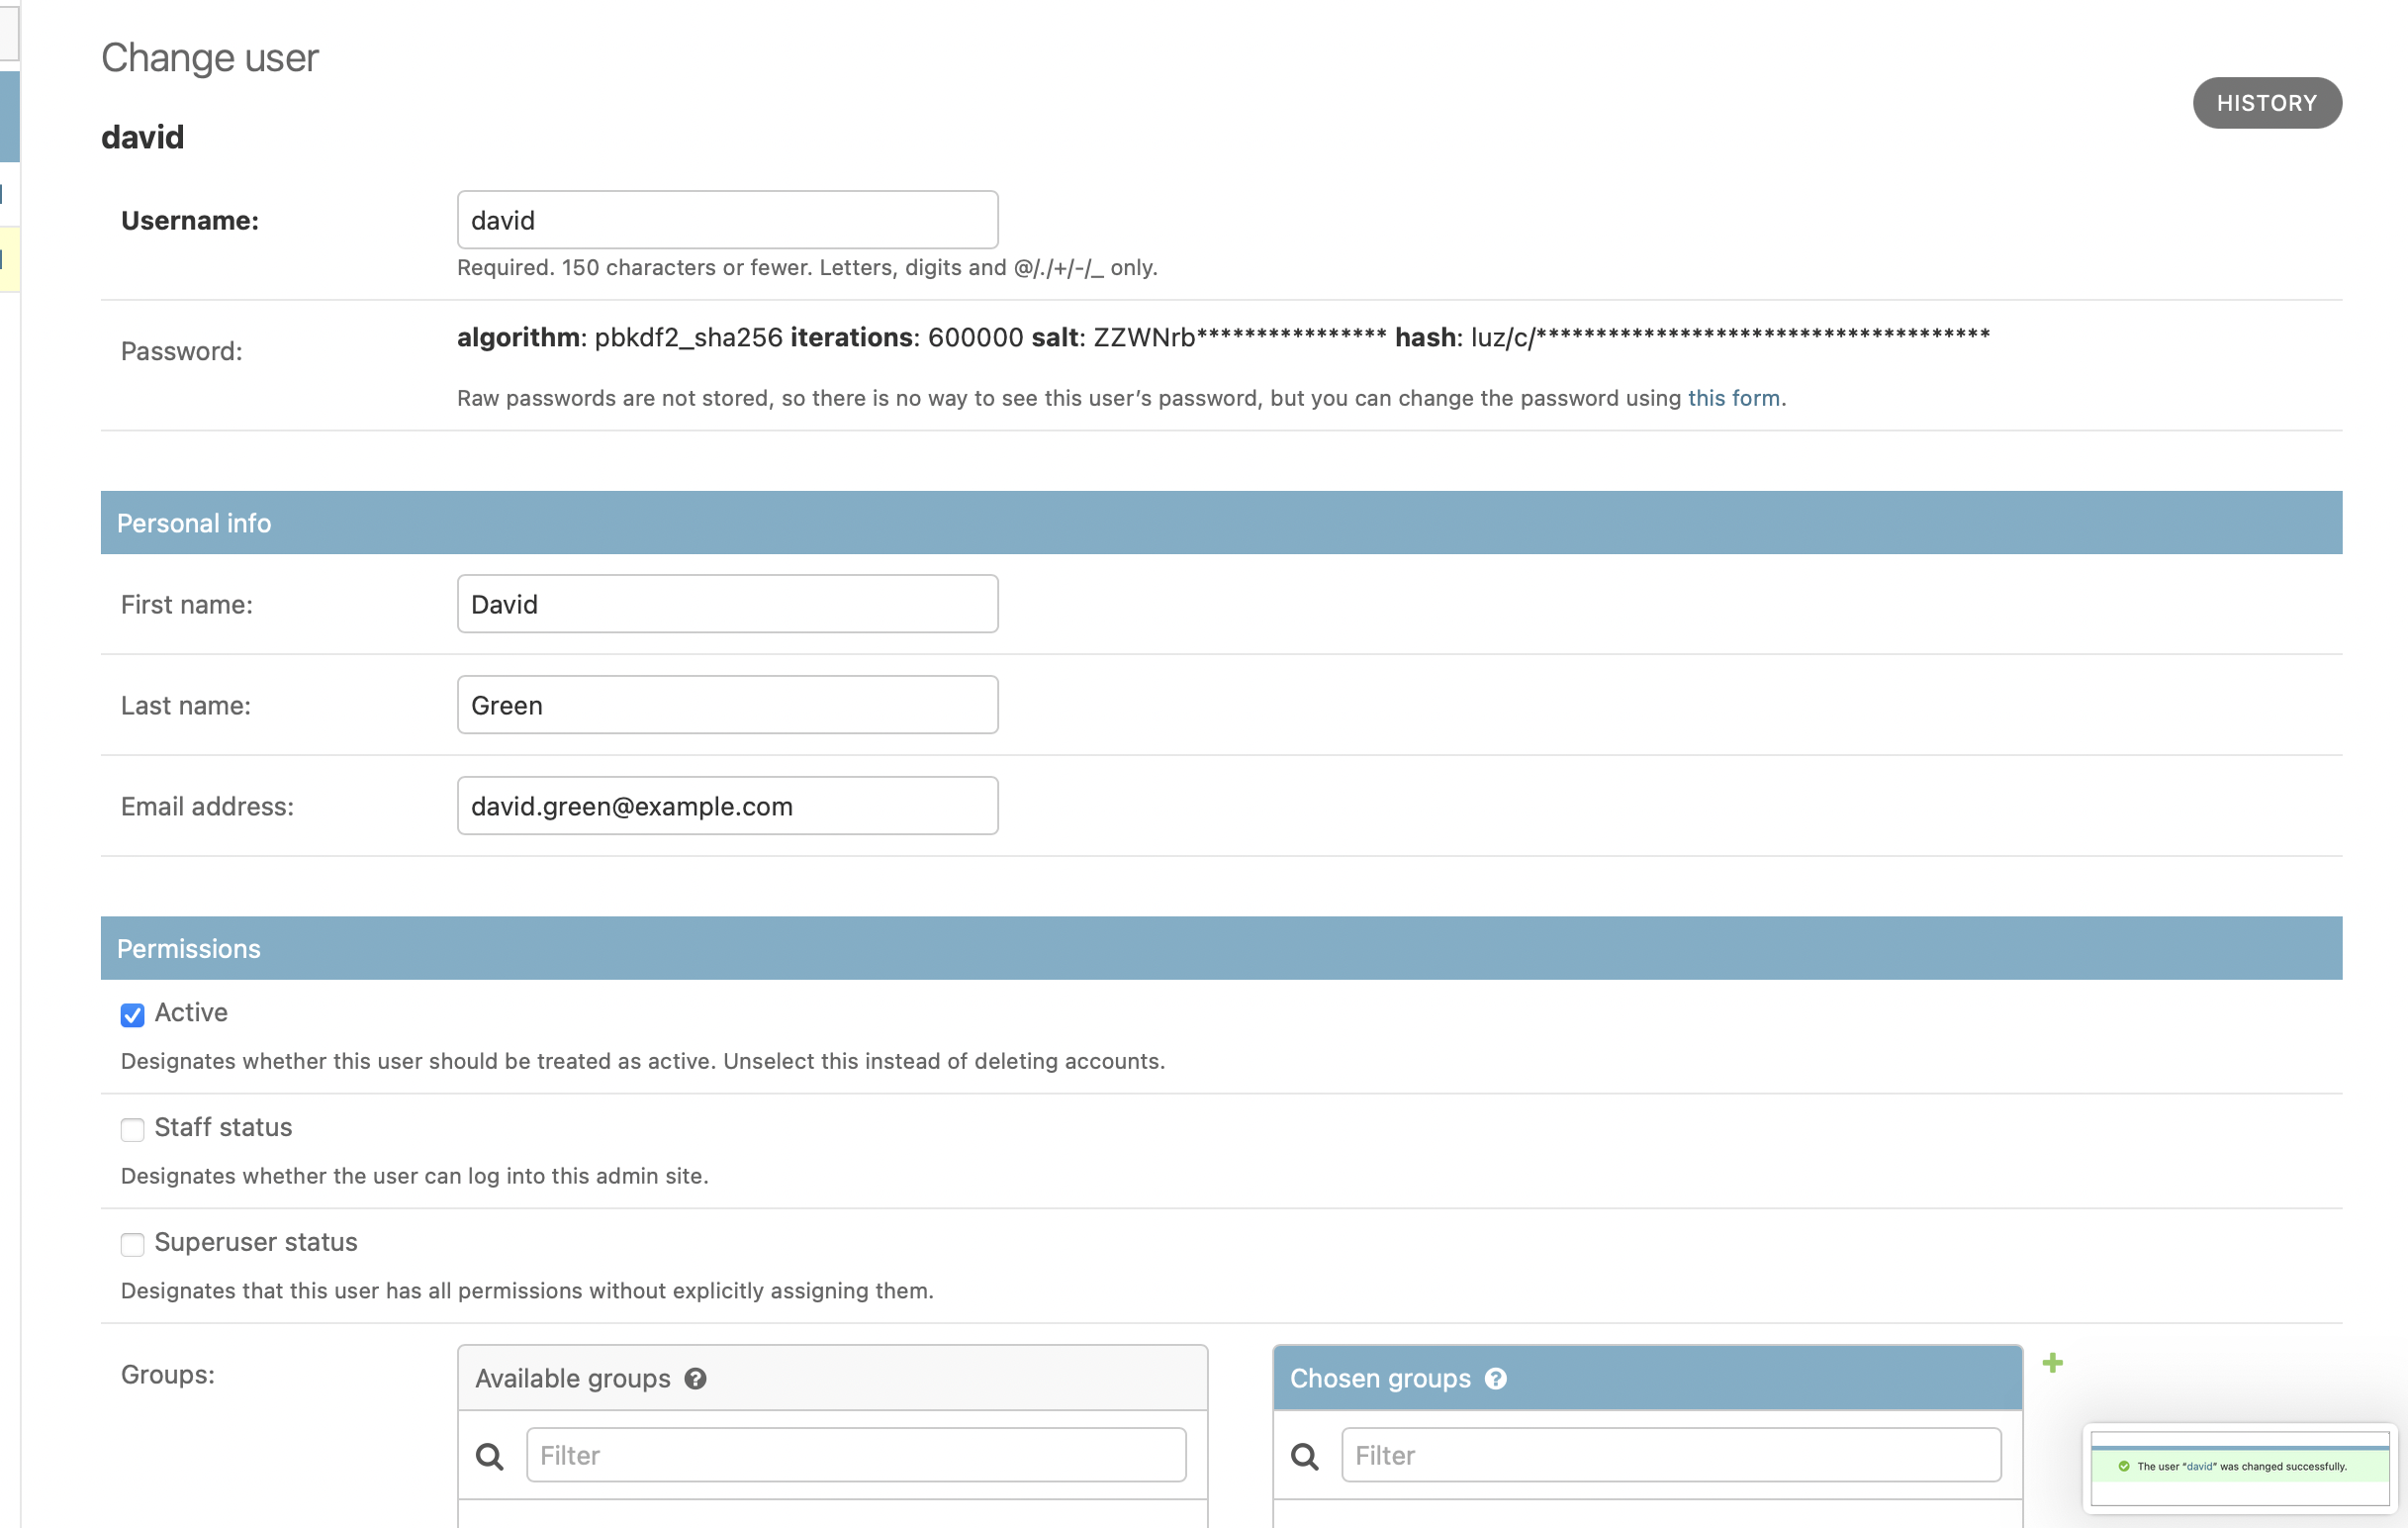 Change user
HISTORY
david
Username:
david
Required. 150 characters or fewer. Letters, digits and @/./+/-/_ only.
Password:
algorithm: pbkdf2_sha256 iterations: 600000 salt: ZZWNrb**************** hash: luz/c/**************************************
Raw passwords are not stored, so there is no way to see this user’s password, but you can change the password using this form.
Personal info
First name:
David
Last name:
Green
Email address:
david.green@example.com
Permissions
Active
Designates whether this user should be treated as active. Unselect this instead of deleting accounts.
Staff status
Designates whether the user can log into this admin site.
Superuser status
Designates that this user has all permissions without explicitly assigning them.
Groups:
Available groups ?
Chosen groups ?
Filter
Filter
The user “david” was changed successfully.